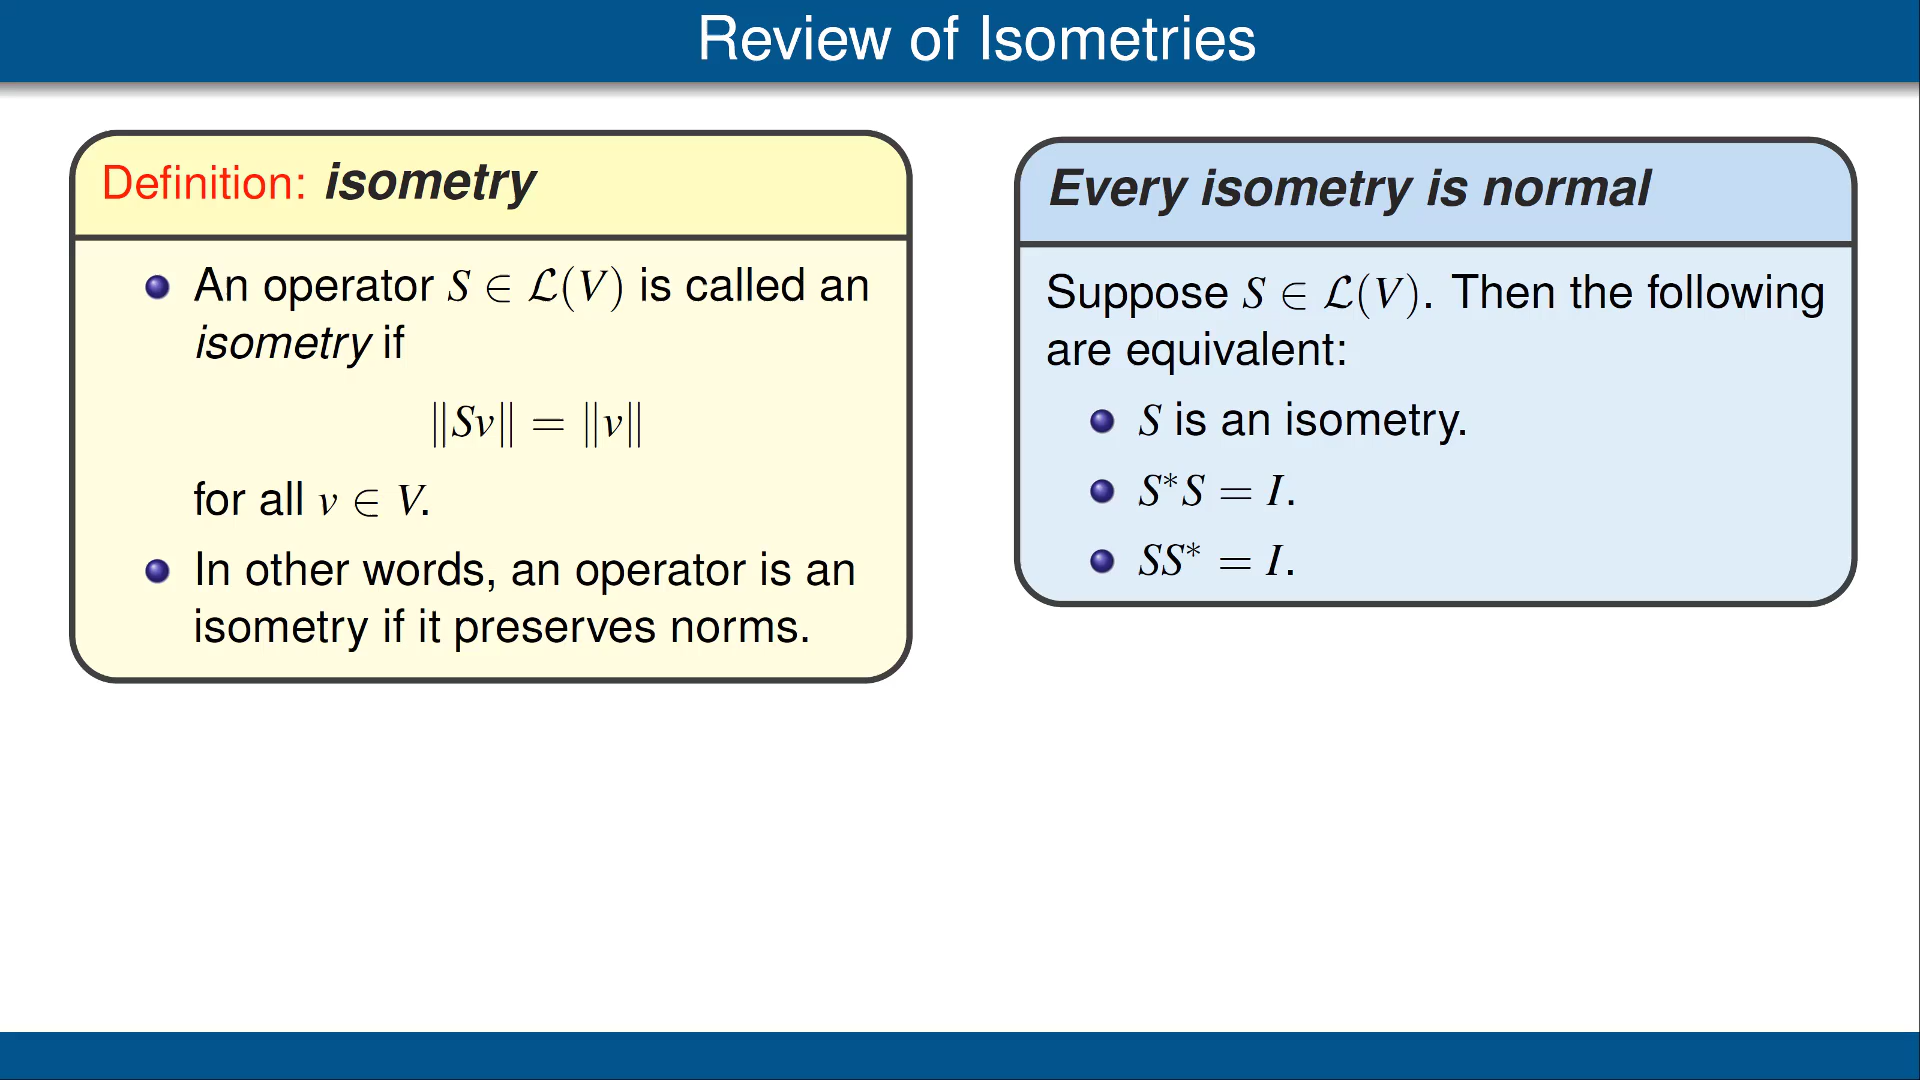 Review of Isometries
Definition: isometry
An operator S ∈ ℒ(V) is called an
isometry if
‖Sv‖ = ‖v‖
for all v ∈ V.
In other words, an operator is an
isometry if it preserves norms.
Every isometry is normal
Suppose S ∈ ℒ(V). Then the following
are equivalent:
S is an isometry.
S*S = I.
SS* = I.